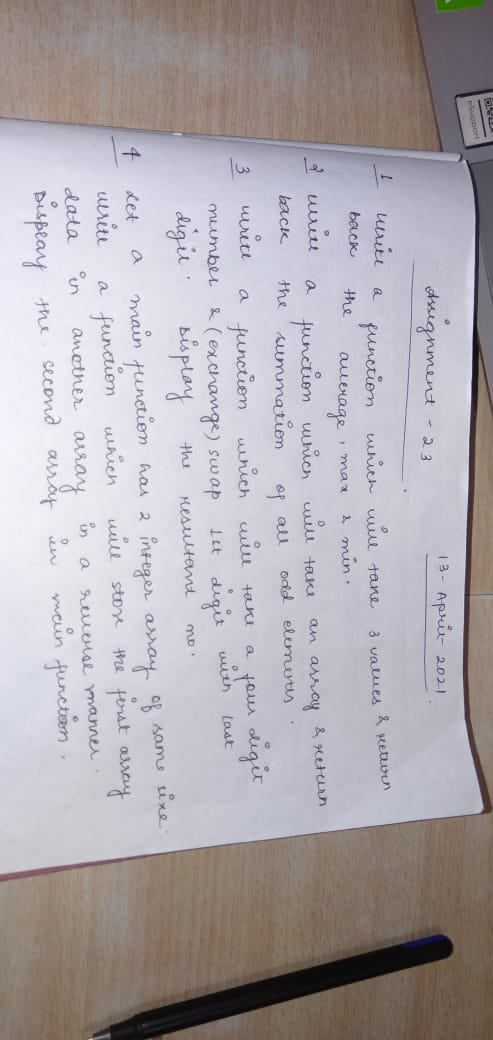 Assignment - 23
13 - April 2021.
1 write a function which will take 3 values & return
back the average, max & min.
2 write a function which will take an array & return
back the summation of all odd elements.
3 write a function which will take a four digit
number & (exchange) swap 1st digit with last
digit. Display the resultand no.
4 Let a main function has 2 integer array of same size.
write a function which will store the first array
data in another array in a reverse manner.
Display the second array in main function.
eSupport